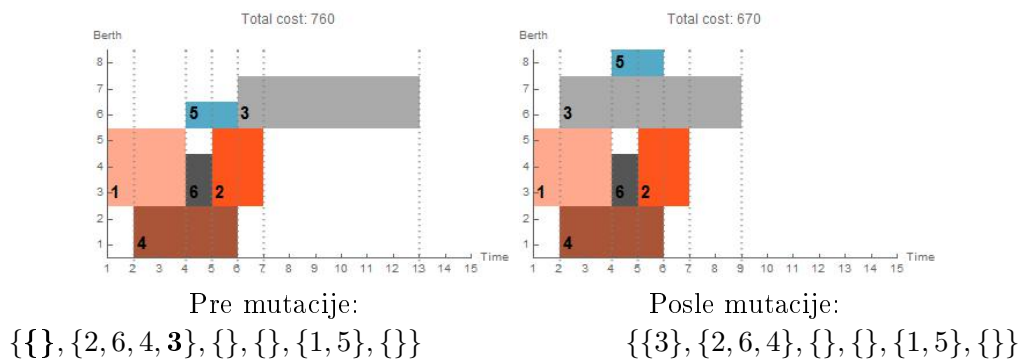 Total cost: 760
Berth
8
7
6
5
4
3
2
1
5
3
1
6
2
4
1 2 3 4 5 6 7 8 9 10 11 12 13 14 15
Time
Total cost: 670
Berth
8
7
6
5
4
3
2
1
5
3
1
6
2
4
1 2 3 4 5 6 7 8 9 10 11 12 13 14 15
Time
Pre mutacije:
{{}, {2, 6, 4, 3}, {}, {}, {1, 5}, {}}
Posle mutacije:
{{3}, {2, 6, 4}, {}, {}, {1, 5}, {}}